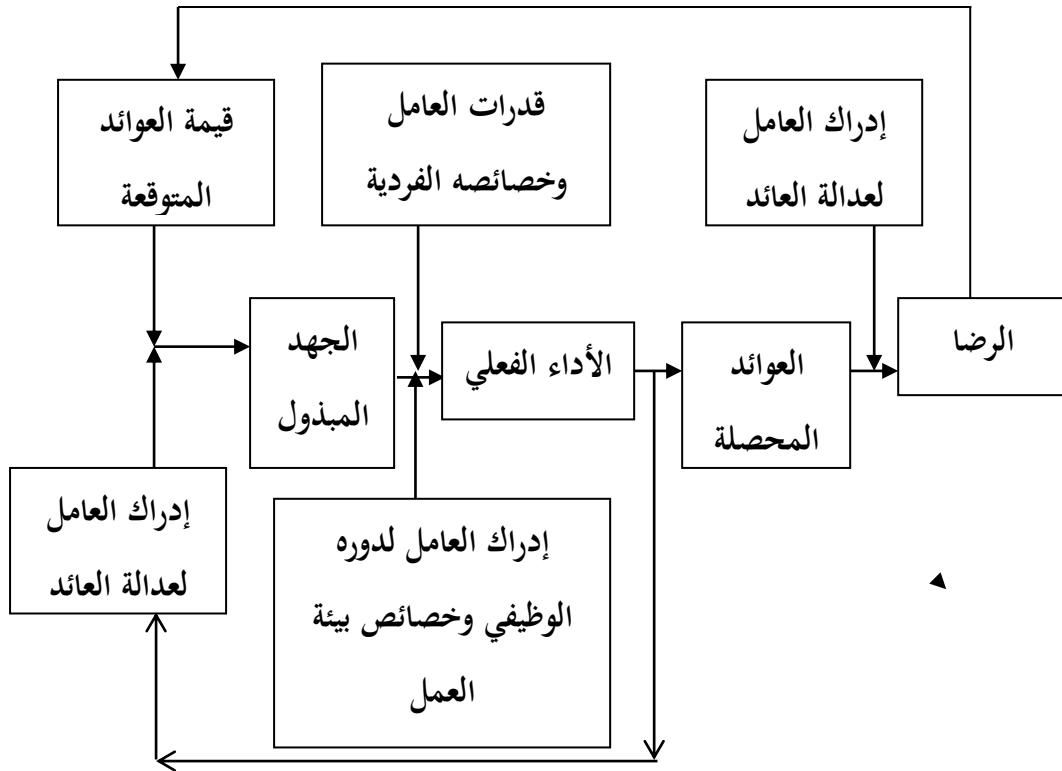 قيمة العوائد
المتوقعة
قدرات العامل
وخصائصه الفردية
إدراك العامل
لعدالة العائد
الجهد
المبذول
الأداء الفعلي
العوائد
المحصلة
الرضا
إدراك العامل
لعدالة العائد
إدراك العامل لدوره
الوظيفي وخصائص بيئة
العمل